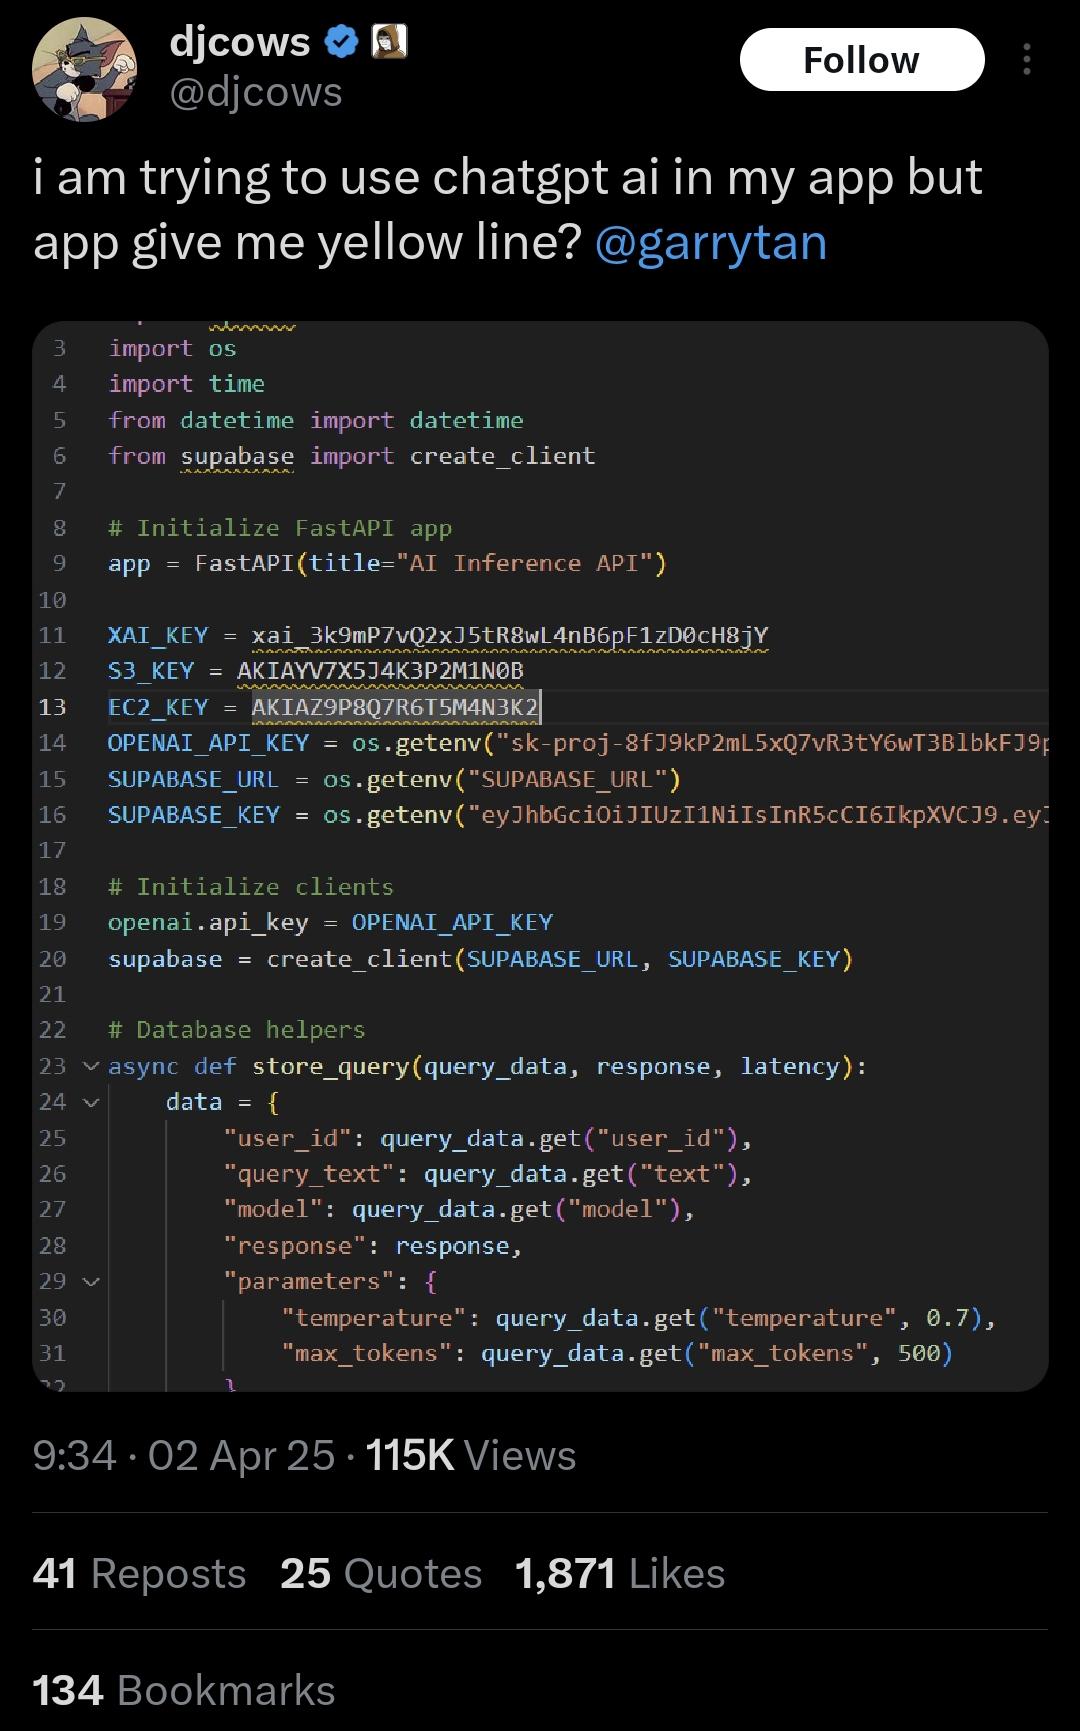 djcows
@djcows
Follow
i am trying to use chatgpt ai in my app but
app give me yellow line? @garrytan
3 import os
4 import time
5 from datetime import datetime
6 from supabase import create_client
7
8 # Initialize FastAPI app
9 app = FastAPI(title="AI Inference API")
10
11 XAI_KEY = xai_3k9mP7vQ2xJ5tR8wL4nB6pF1zD0cH8jY
12 S3_KEY = AKIAYV7X5J4K3P2M1N0B
13 EC2_KEY = AKIAZ9P8Q7R6T5M4N3K2
14 OPENAI_API_KEY = os.getenv("sk-proj-8fJ9kP2mL5xQ7vR3tY6wT3BlbkFJ9p
15 SUPABASE_URL = os.getenv("SUPABASE_URL")
16 SUPABASE_KEY = os.getenv("eyJhbGciOiJIUzI1NiIsInR5cCI6IkpXVCJ9.eyJ
17
18 # Initialize clients
19 openai.api_key = OPENAI_API_KEY
20 supabase = create_client(SUPABASE_URL, SUPABASE_KEY)
21
22 # Database helpers
23 async def store_query(query_data, response, latency):
24 data = {
25 "user_id": query_data.get("user_id"),
26 "query_text": query_data.get("text"),
27 "model": query_data.get("model"),
28 "response": response,
29 "parameters": {
30 "temperature": query_data.get("temperature", 0.7),
31 "max_tokens": query_data.get("max_tokens", 500)
32 }
9:34 · 02 Apr 25 · 115K Views
41 Reposts 25 Quotes 1,871 Likes
134 Bookmarks